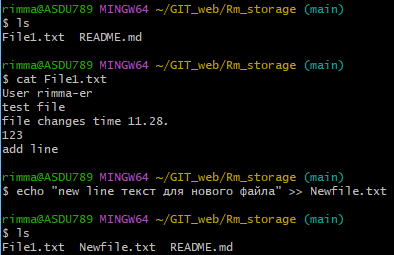 rimma@ASDU789 MINGW64 ~/GIT_web/Rm_storage (main)
$ ls
File1.txt  README.md

rimma@ASDU789 MINGW64 ~/GIT_web/Rm_storage (main)
$ cat File1.txt
User rimma-er
test file
file changes time 11.28.
123
add line

rimma@ASDU789 MINGW64 ~/GIT_web/Rm_storage (main)
$ echo "new line текст для нового файла" >> Newfile.txt

rimma@ASDU789 MINGW64 ~/GIT_web/Rm_storage (main)
$ ls
File1.txt  Newfile.txt  README.md